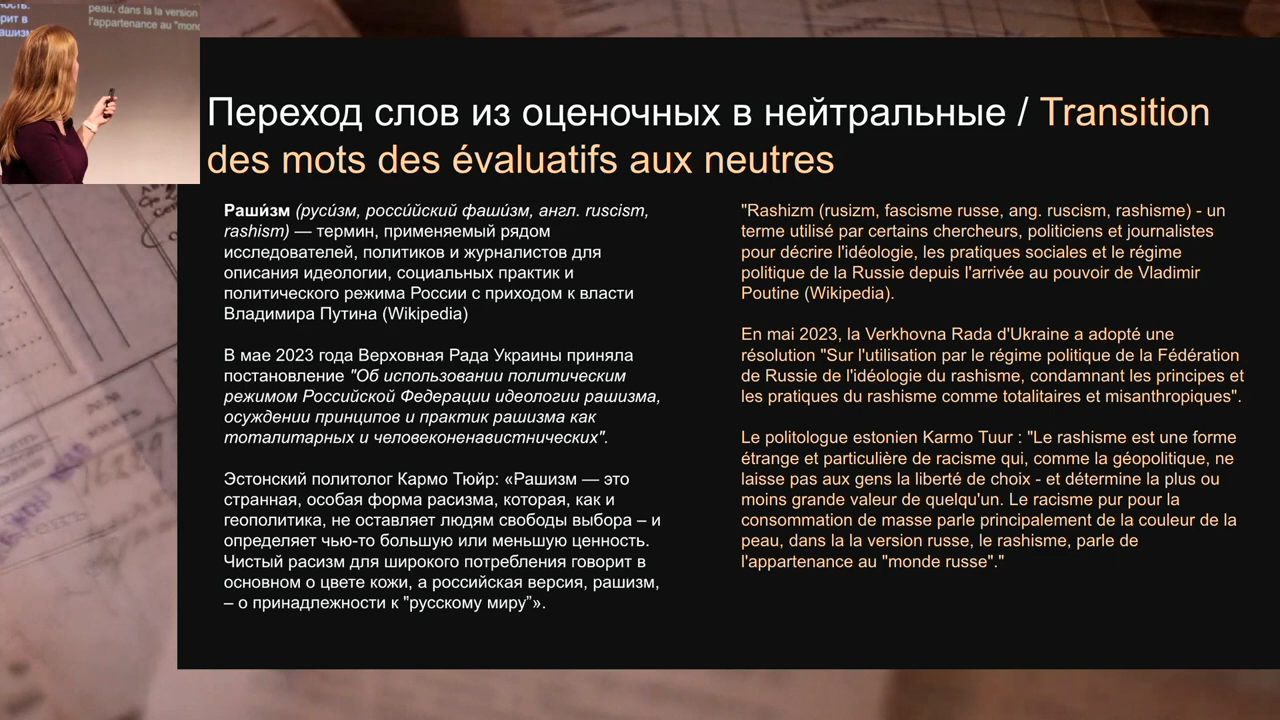 ность.
рит в
ашизм
peau, dans la la version
l'appartenance au "mond
Переход слов из оценочных в нейтральные / Transition
des mots des évaluatifs aux neutres
Раши́зм (руси́зм, росси́йский фаши́зм, англ. ruscism,
rashism) — термин, применяемый рядом
исследователей, политиков и журналистов для
описания идеологии, социальных практик и
политического режима России с приходом к власти
Владимира Путина (Wikipedia)
В мае 2023 года Верховная Рада Украины приняла
постановление "Об использовании политическим
режимом Российской Федерации идеологии рашизма,
осуждении принципов и практик рашизма как
тоталитарных и человеконенавистнических".
Эстонский политолог Кармо Тюйр: «Рашизм — это
странная, особая форма расизма, которая, как и
геополитика, не оставляет людям свободы выбора – и
определяет чью-то большую или меньшую ценность.
Чистый расизм для широкого потребления говорит в
основном о цвете кожи, а российская версия, рашизм,
– о принадлежности к "русскому миру”».
"Rashizm (rusizm, fascisme russe, ang. ruscism, rashisme) - un
terme utilisé par certains chercheurs, politiciens et journalistes
pour décrire l'idéologie, les pratiques sociales et le régime
politique de la Russie depuis l'arrivée au pouvoir de Vladimir
Poutine (Wikipedia).
En mai 2023, la Verkhovna Rada d'Ukraine a adopté une
résolution "Sur l'utilisation par le régime politique de la Fédération
de Russie de l'idéologie du rashisme, condamnant les principes et
les pratiques du rashisme comme totalitaires et misanthropiques".
Le politologue estonien Karmo Tuur : "Le rashisme est une forme
étrange et particulière de racisme qui, comme la géopolitique, ne
laisse pas aux gens la liberté de choix - et détermine la plus ou
moins grande valeur de quelqu'un. Le racisme pur pour la
consommation de masse parle principalement de la couleur de la
peau, dans la la version russe, le rashisme, parle de
l'appartenance au "monde russe"."